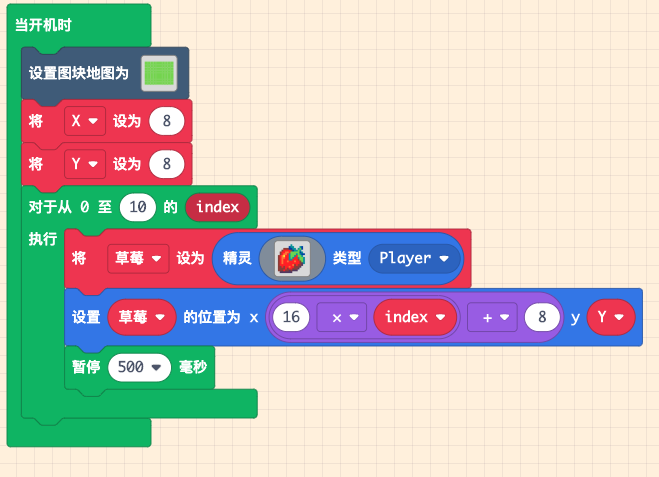 当开机时
设置图块地图为
将 X 设为 8
将 Y 设为 8
对于从 0 至 10 的 index
执行
将 草莓 设为 精灵 类型 Player
设置 草莓 的位置为 x 16 × index + 8 y Y
暂停 500 毫秒